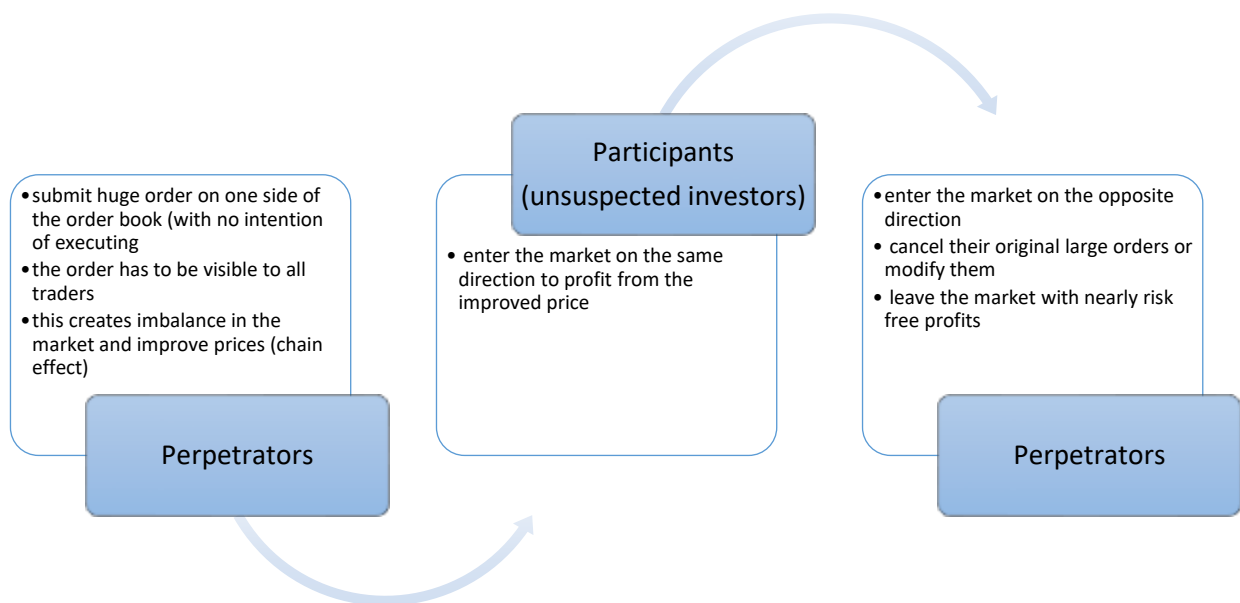 •submit huge order on one side of
the order book (with no intention
of executing
•the order has to be visible to all
traders
•this creates imbalance in the
market and improve prices (chain
effect)
Perpetrators
Participants
(unsuspected investors)
• enter the market on the same
direction to profit from the
improved price
•enter the market on the opposite
direction
• cancel their original large orders or
modify them
• leave the market with nearly risk
free profits
Perpetrators